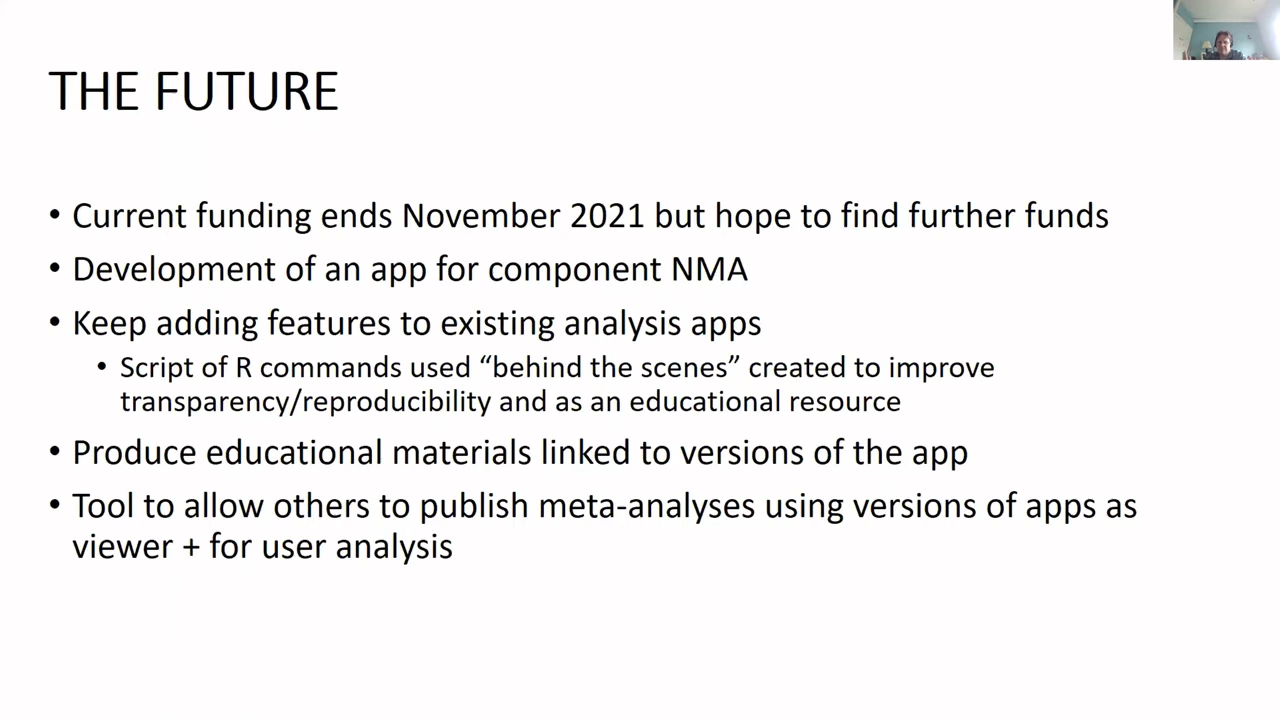 THE FUTURE
• Current funding ends November 2021 but hope to find further funds
• Development of an app for component NMA
• Keep adding features to existing analysis apps
• Script of R commands used “behind the scenes” created to improve
transparency/reproducibility and as an educational resource
• Produce educational materials linked to versions of the app
• Tool to allow others to publish meta-analyses using versions of apps as
viewer + for user analysis